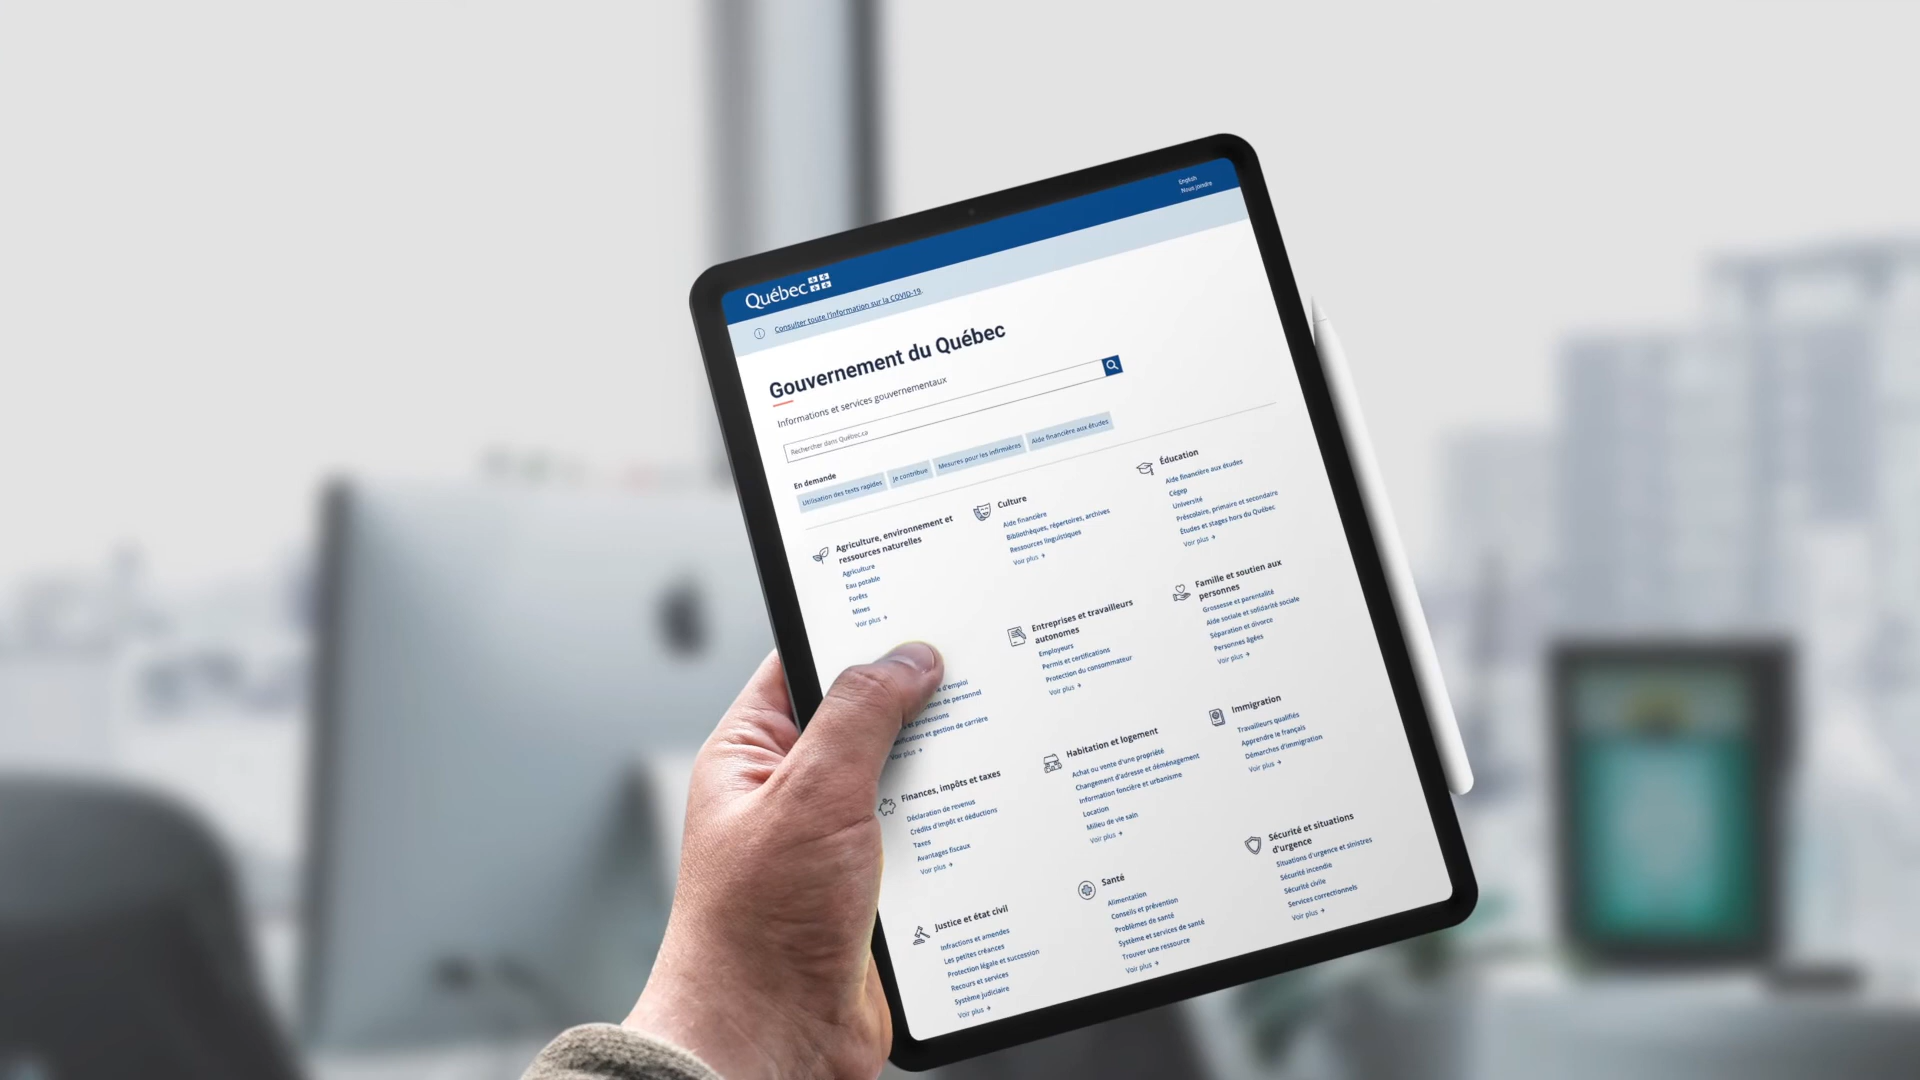 English
Nous joindre
Québec
Consulter toute l'information sur la COVID-19.
Gouvernement du Québec
Informations et services gouvernementaux
Rechercher dans Québec.ca
En demande
Utilisation des tests rapides
Je contribue
Mesures pour les infirmières
Aide financière aux études
Agriculture, environnement et
ressources naturelles
Agriculture
Eau potable
Forêts
Mines
Voir plus
Culture
Aide financière
Bibliothèques, répertoires, archives
Ressources linguistiques
Voir plus
Éducation
Aide financière aux études
Cégep
Université
Préscolaire, primaire et secondaire
Études et stages hors du Québec
Voir plus
d'emploi
de personnel
et professions
et gestion de carrière
Voir plus
Entreprises et travailleurs
autonomes
Employeurs
Permis et certifications
Protection du consommateur
Voir plus
Famille et soutien aux
personnes
Grossesse et parentalité
Aide sociale et solidarité sociale
Séparation et divorce
Personnes âgées
Voir plus
Finances, impôts et taxes
Déclaration de revenus
Crédits d'impôt et déductions
Taxes
Avantages fiscaux
Voir plus
Habitation et logement
Achat ou vente d'une propriété
Changement d'adresse et déménagement
Information foncière et urbanisme
Location
Milieu de vie sain
Voir plus
Immigration
Travailleurs qualifiés
Apprendre le français
Démarches d'immigration
Voir plus
Justice et état civil
Infractions et amendes
Les petites créances
Protection légale et succession
Recours et services
Système judiciaire
Voir plus
Santé
Alimentation
Conseils et prévention
Problèmes de santé
Système et services de santé
Trouver une ressource
Voir plus
Sécurité et situations
d'urgence
Situations d'urgence et sinistres
Sécurité incendie
Sécurité civile
Services correctionnels
Voir plus